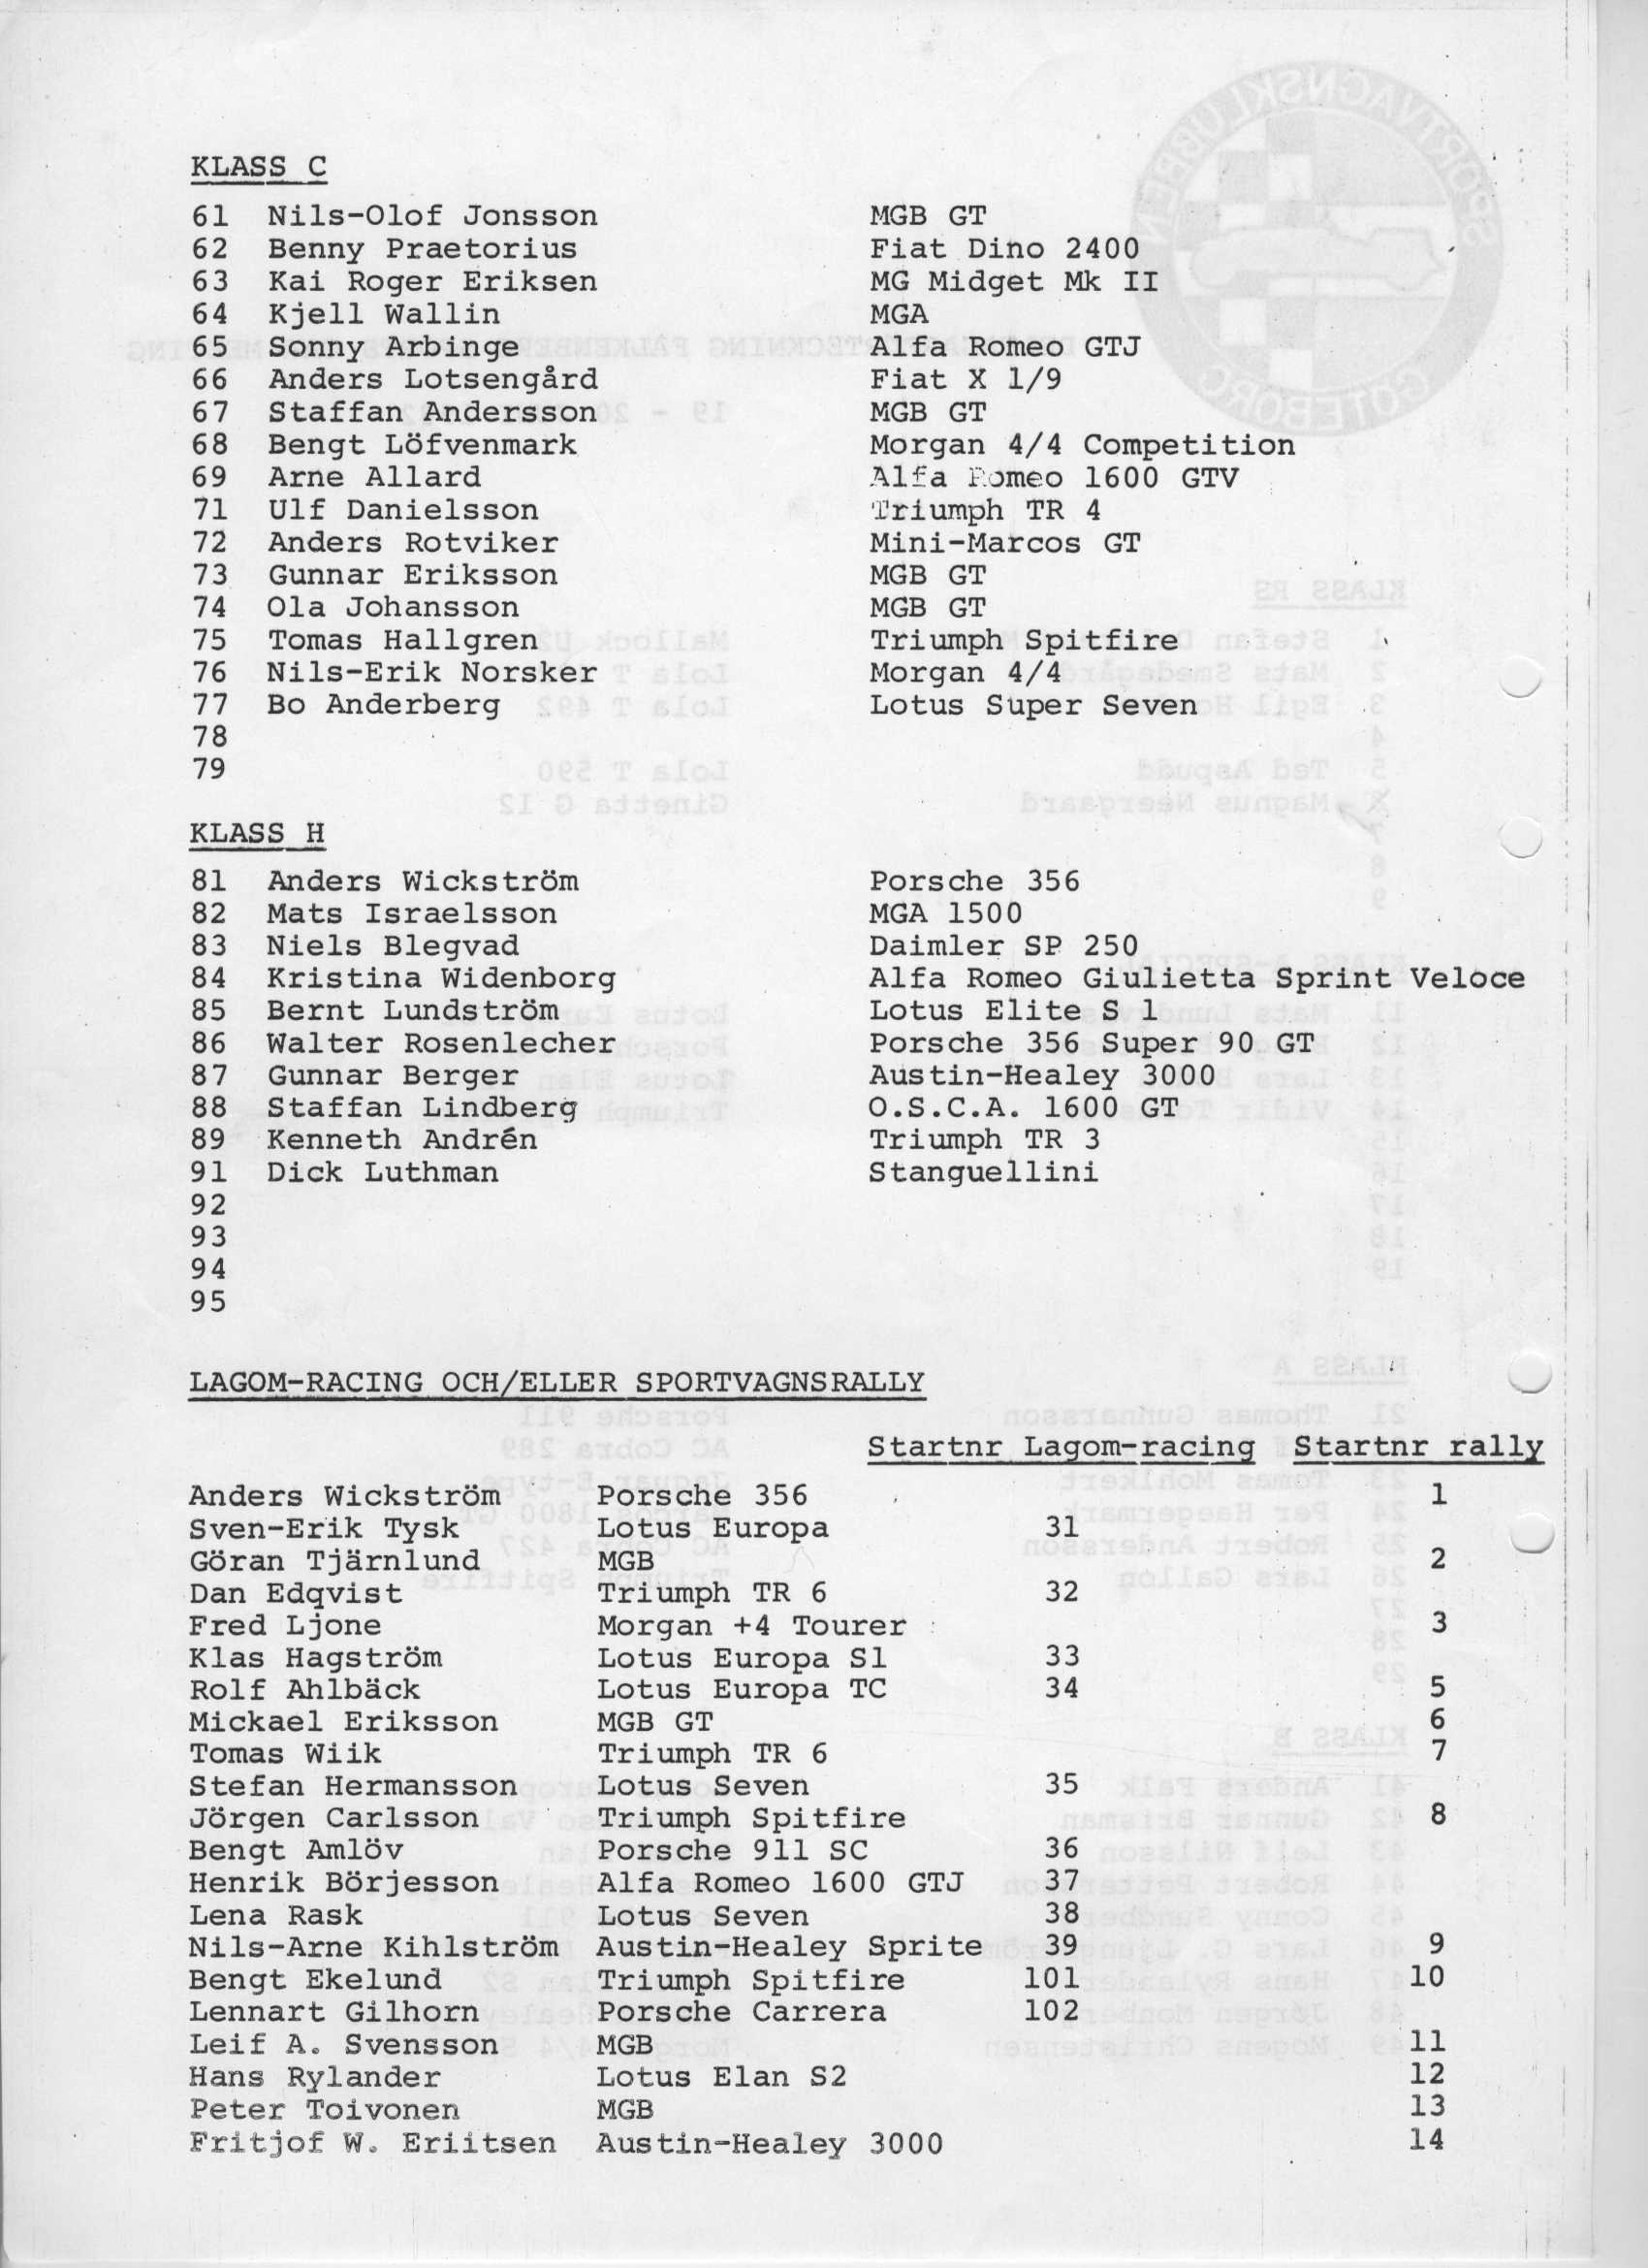 KLASS C
61 Nils-Olof Jonsson MGB GT
62 Benny Praetorius Fiat Dino 2400
63 Kai Roger Eriksen MG Midget Mk II
64 Kjell Wallin MGA
65 Sonny Arbinge Alfa Romeo GTJ
66 Anders Lotsengård Fiat X 1/9
67 Staffan Andersson MGB GT
68 Bengt Löfvenmark Morgan 4/4 Competition
69 Arne Allard Alfa Romeo 1600 GTV
71 Ulf Danielsson Triumph TR 4
72 Anders Rotviker Mini-Marcos GT
73 Gunnar Eriksson MGB GT
74 Ola Johansson MGB GT
75 Tomas Hallgren Triumph Spitfire
76 Nils-Erik Norsker Morgan 4/4
77 Bo Anderberg Lotus Super Seven
78
79
KLASS H
81 Anders Wickström Porsche 356
82 Mats Israelsson MGA 1500
83 Niels Blegvad Daimler SP 250
84 Kristina Widenborg Alfa Romeo Giulietta Sprint Veloce
85 Bernt Lundström Lotus Elite S 1
86 Walter Rosenlecher Porsche 356 Super 90 GT
87 Gunnar Berger Austin-Healey 3000
88 Staffan Lindberg O.S.C.A. 1600 GT
89 Kenneth Andrén Triumph TR 3
91 Dick Luthman Stanguellini
92
93
94
95
LAGOM-RACING OCH/ELLER SPORTVAGNSRALLY
Startnr Lagom-racing Startnr rally
Anders Wickström Porsche 356 1
Sven-Erik Tysk Lotus Europa 31
Göran Tjärnlund MGB 2
Dan Edqvist Triumph TR 6 32
Fred Ljone Morgan +4 Tourer 3
Klas Hagström Lotus Europa S1 33
Rolf Ahlbäck Lotus Europa TC 34 5
Mickael Eriksson MGB GT 6
Tomas Wiik Triumph TR 6 7
Stefan Hermansson Lotus Seven 35
Jörgen Carlsson Triumph Spitfire 8
Bengt Amlöv Porsche 911 SC 36
Henrik Börjesson Alfa Romeo 1600 GTJ 37
Lena Rask Lotus Seven 38
Nils-Arne Kihlström Austin-Healey Sprite 39 9
Bengt Ekelund Triumph Spitfire 101 10
Lennart Gilhorn Porsche Carrera 102
Leif A. Svensson MGB 11
Hans Rylander Lotus Elan S2 12
Peter Toivonen MGB 13
Fritjof W. Eriitsen Austin-Healey 3000 14